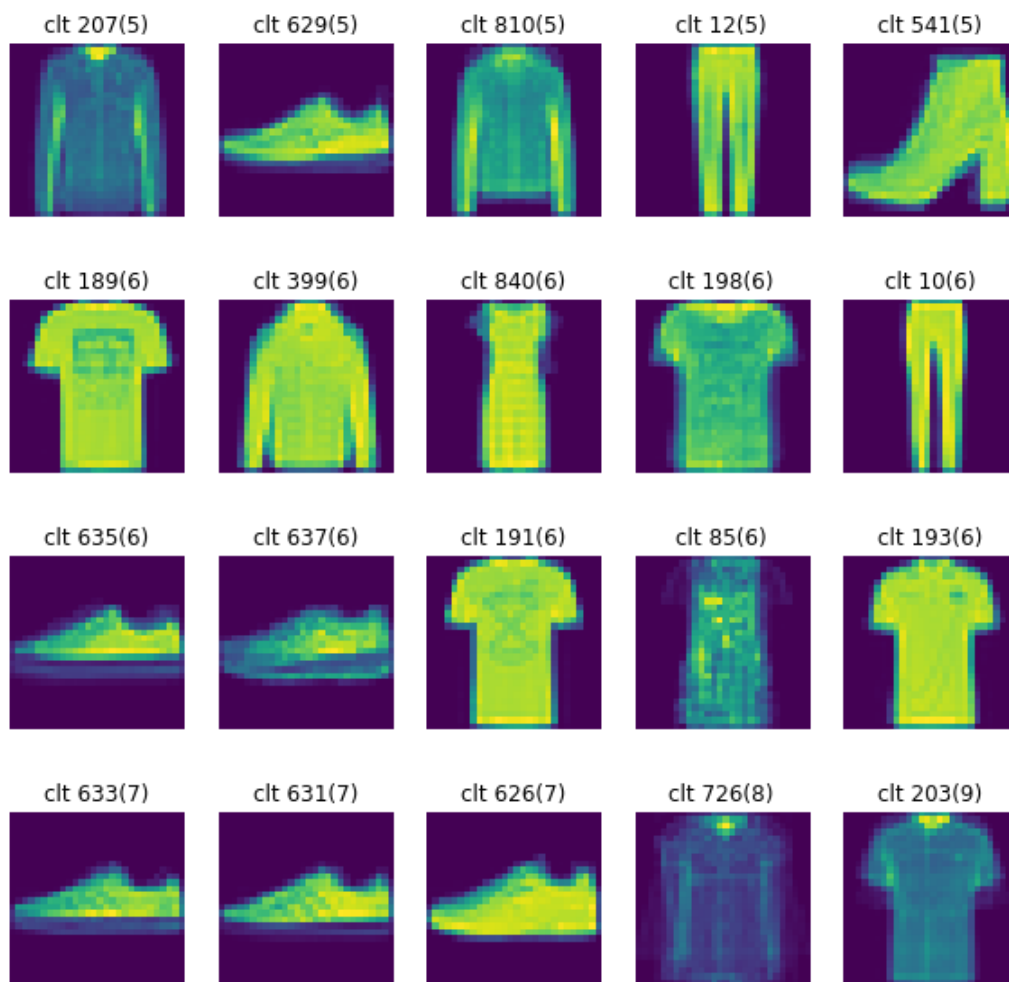 clt 207(5) clt 629(5) clt 810(5) clt 12(5) clt 541(5)
clt 189(6) clt 399(6) clt 840(6) clt 198(6) clt 10(6)
clt 635(6) clt 637(6) clt 191(6) clt 85(6) clt 193(6)
clt 633(7) clt 631(7) clt 626(7) clt 726(8) clt 203(9)